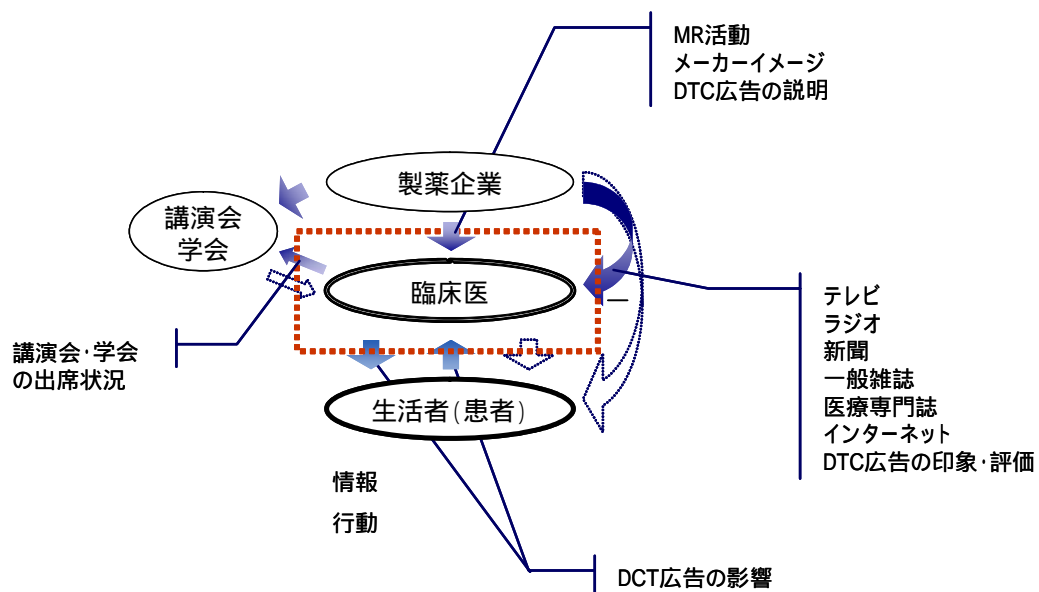 MR活動
メーカーイメージ
DTC広告の説明
製薬企業
講演会
学会
臨床医
ー
テレビ
ラジオ
新聞
一般雑誌
医療専門誌
インターネット
DTC広告の印象・評価
講演会・学会
の出席状況
生活者(患者)
情報
行動
DCT広告の影響